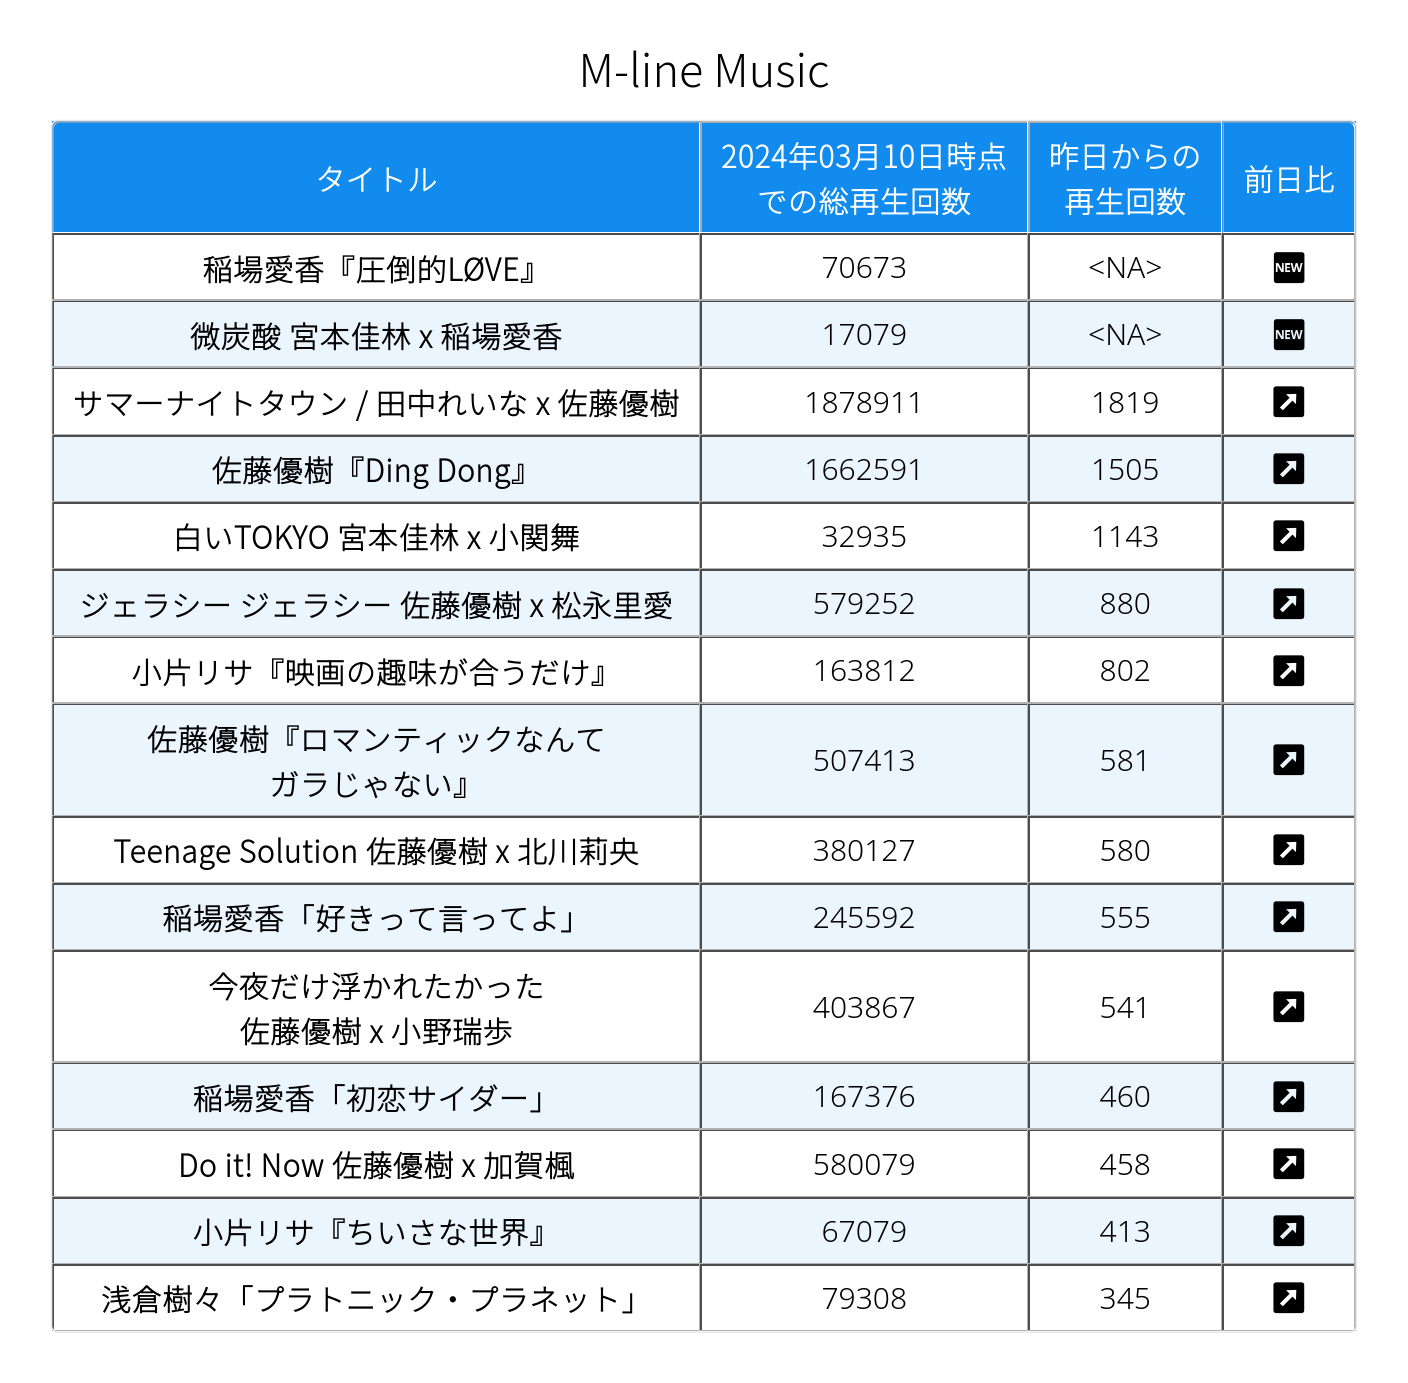 M-line Music
タイトル
2024年03月10日時点
での総再生回数
昨日からの
再生回数
前日比
稲場愛香『圧倒的LØVE』 70673 <NA> NEW
微炭酸 宮本佳林 x 稲場愛香 17079 <NA> NEW
サマーナイトタウン / 田中れいな x 佐藤優樹 1878911 1819
佐藤優樹『Ding Dong』 1662591 1505
白いTOKYO 宮本佳林 x 小関舞 32935 1143
ジェラシー ジェラシー 佐藤優樹 x 松永里愛 579252 880
小片リサ『映画の趣味が合うだけ』 163812 802
佐藤優樹『ロマンティックなんて
ガラじゃない』 507413 581
Teenage Solution 佐藤優樹 x 北川莉央 380127 580
稲場愛香「好きって言ってよ」 245592 555
今夜だけ浮かれたかった
佐藤優樹 x 小野瑞歩 403867 541
稲場愛香「初恋サイダー」 167376 460
Do it! Now 佐藤優樹 x 加賀楓 580079 458
小片リサ『ちいさな世界』 67079 413
浅倉樹々「プラトニック・プラネット」 79308 345